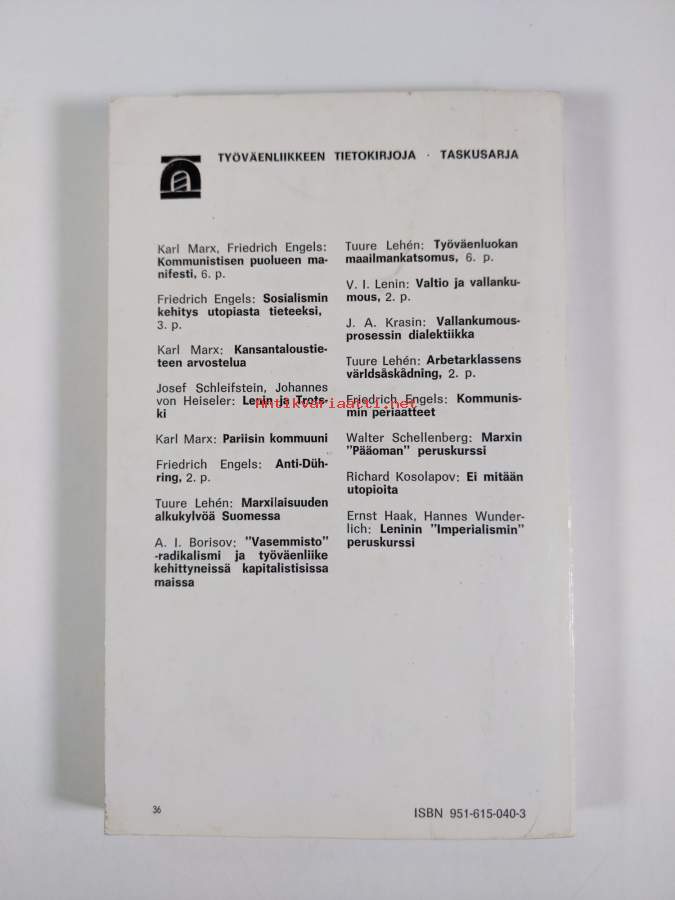 TYÖVÄENLIIKKEEN TIETOKIRJOJA · TASKUSARJA
Karl Marx, Friedrich Engels:
Kommunistisen puolueen ma-
nifesti, 6. p.
Friedrich Engels: Sosialismin
kehitys utopiasta tieteeksi,
3. p.
Karl Marx: Kansantaloustie-
teen arvostelua
Josef Schleifstein, Johannes
von Heiseler: Lenin ja Trots-
ki
Karl Marx: Pariisin kommuuni
Friedrich Engels: Anti-Düh-
ring, 2. p.
Tuure Lehén: Marxilaisuuden
alkukylvöä Suomessa
A. I. Borisov: "Vasemmisto"
-radikalismi ja työväenliike
kehittyneissä kapitalistisissa
maissa
Tuure Lehén: Työväenluokan
maailmankatsomus, 6. p.
V. I. Lenin: Valtio ja vallanku-
mous, 2. p.
J. A. Krasin: Vallankumous-
prosessin dialektiikka
Tuure Lehén: Arbetarklassens
världsåskådning, 2. p.
Friedrich Engels: Kommunis-
min periaatteet
Walter Schellenberg: Marxin
"Pääoman" peruskurssi
Richard Kosolapov: Ei mitään
utopioita
Ernst Haak, Hannes Wunder-
lich: Leninin "Imperialismin"
peruskurssi
Antikvariaatti.net
36
ISBN 951-615-040-3